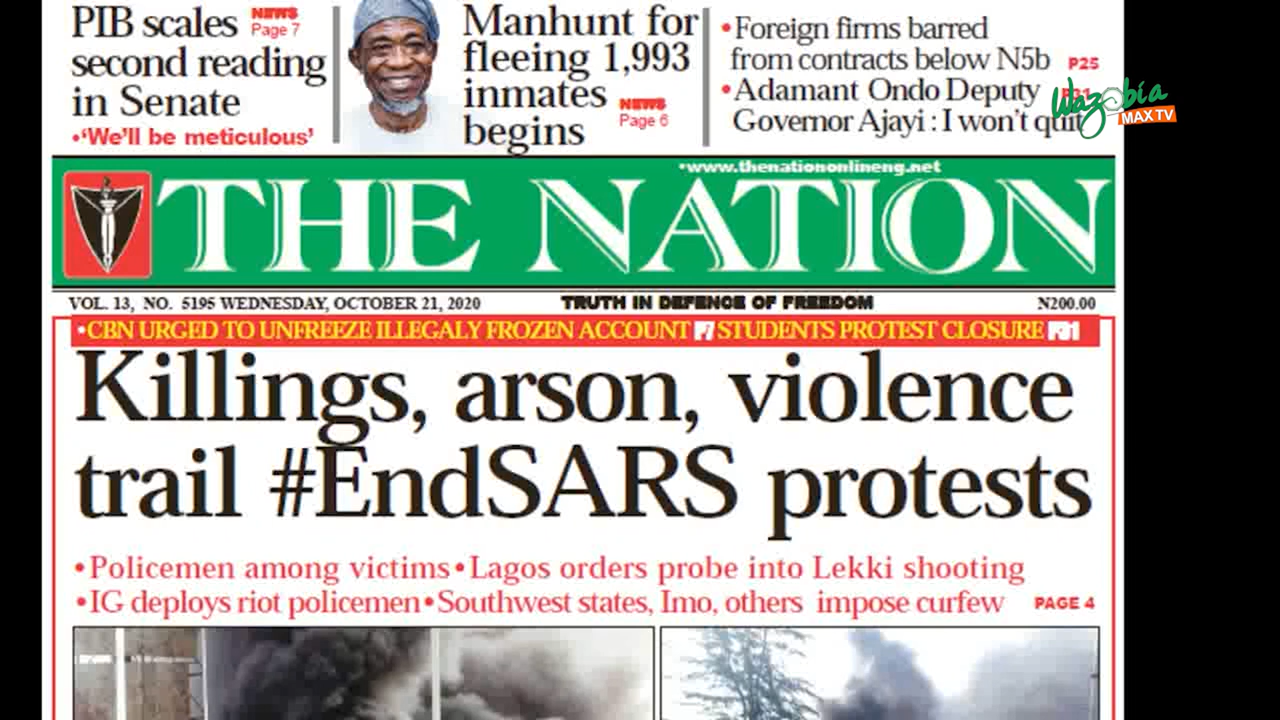 PIB scales
NEWS
Page 7
second reading
in Senate
•‘We’ll be meticulous’
Manhunt for
fleeing 1,993
inmates
begins
NEWS
Page 6
•Foreign firms barred
from contracts below N5b P25
•Adamant Ondo Deputy P31
Governor Ajayi : I won’t quit
Wazobia
MAX TV
•www.thenationonlineng.net
THE NATION
VOL. 13, NO. 5195 WEDNESDAY, OCTOBER 21, 2020 TRUTH IN DEFENCE OF FREEDOM N200.00
•CBN URGED TO UNFREEZE ILLEGALY FROZEN ACCOUNT P7 STUDENTS PROTEST CLOSURE P31
Killings, arson, violence
trail #EndSARS protests
•Policemen among victims •Lagos orders probe into Lekki shooting
•IG deploys riot policemen •Southwest states, Imo, others impose curfew PAGE 4